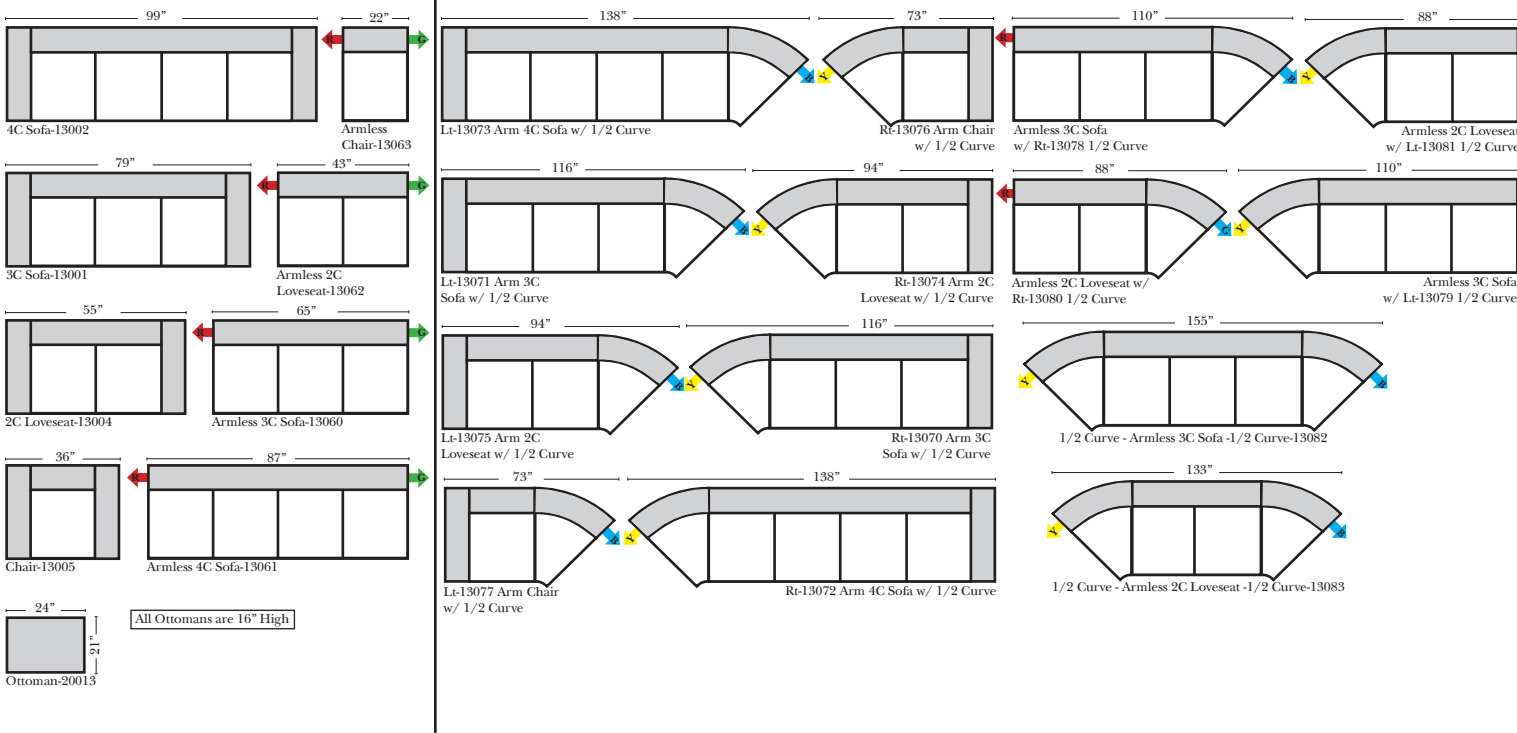 99”
22”
R
G
4C Sofa-13002
Armless
Chair-13063
79”
43”
R
G
3C Sofa-13001
Armless 2C
Loveseat-13062
55”
65”
R
G
2C Loveseat-13004
Armless 3C Sofa-13060
36”
87”
R
G
Chair-13005
Armless 4C Sofa-13061
24”
21”
Ottoman-20013
All Ottomans are 16” High
138”
73”
B
Y
Lt-13073 Arm 4C Sofa w/ 1/2 Curve
Rt-13076 Arm Chair
w/ 1/2 Curve
110”
88”
R
B
Y
Armless 3C Sofa
w/ Rt-13078 1/2 Curve
Armless 2C Loveseat
w/ Lt-13081 1/2 Curve
116”
94”
B
Y
Lt-13071 Arm 3C
Sofa w/ 1/2 Curve
Rt-13074 Arm 2C
Loveseat w/ 1/2 Curve
88”
110”
R
C
Y
Armless 2C Loveseat w/
Rt-13080 1/2 Curve
Armless 3C Sofa
w/ Lt-13079 1/2 Curve
94”
116”
B
Y
Lt-13075 Arm 2C
Loveseat w/ 1/2 Curve
Rt-13070 Arm 3C
Sofa w/ 1/2 Curve
155”
Y
B
1/2 Curve - Armless 3C Sofa -1/2 Curve-13082
73”
138”
B
Y
Lt-13077 Arm Chair
w/ 1/2 Curve
Rt-13072 Arm 4C Sofa w/ 1/2 Curve
133”
Y
B
1/2 Curve - Armless 2C Loveseat -1/2 Curve-13083